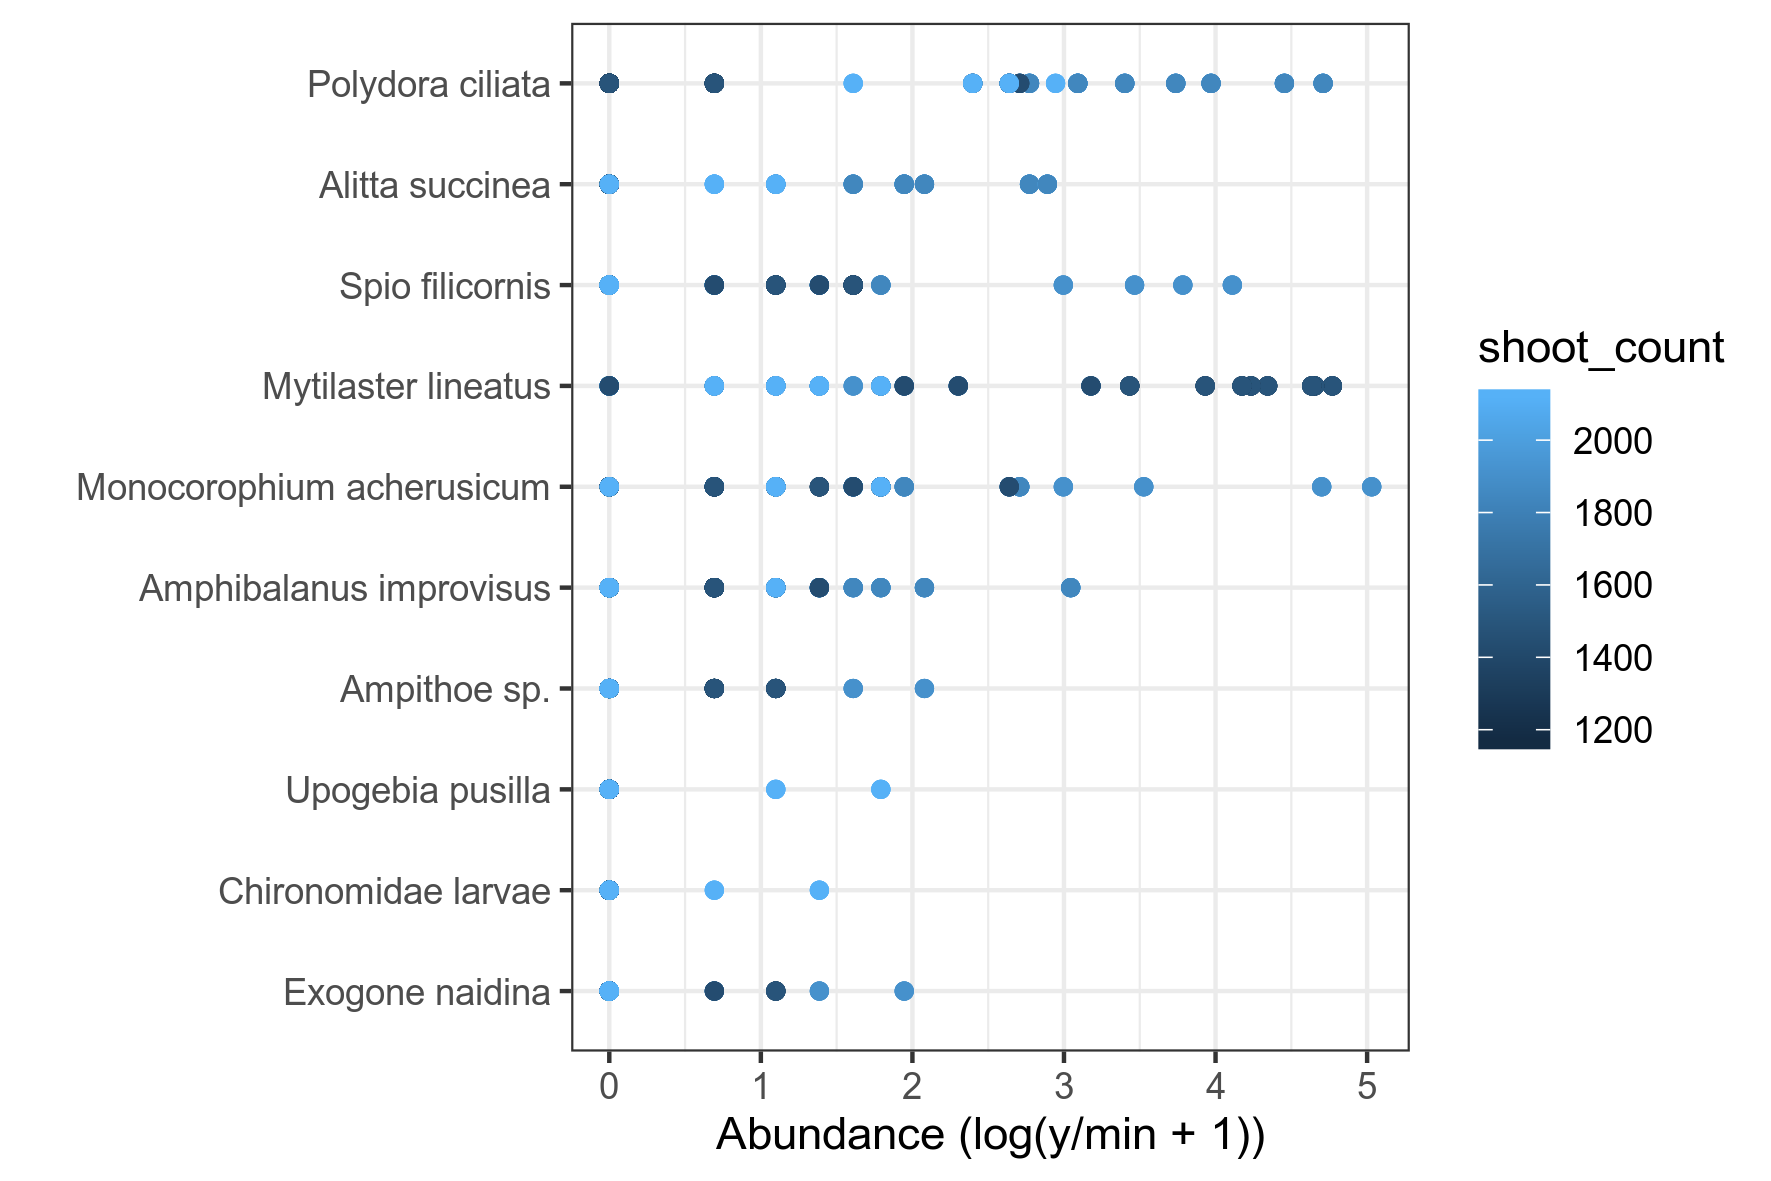 Polydora ciliata
Alitta succinea
Spio filicornis
Mytilaster lineatus
Monocorophium acherusicum
Amphibalanus improvisus
Ampithoe sp.
Upogebia pusilla
Chironomidae larvae
Exogone naidina
0 1 2 3 4 5
Abundance (log(y/min + 1))
shoot_count
2000
1800
1600
1400
1200